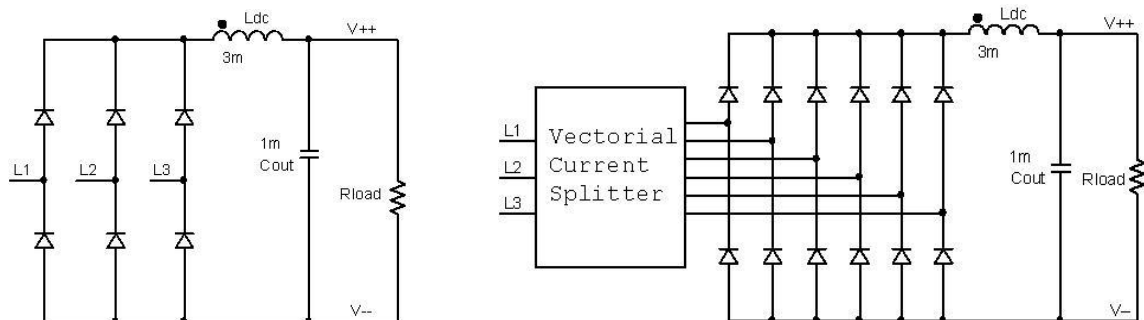 Ldc
V++
3m
L1
L2
L3
1m
Cout
Rload
V--
Ldc
V++
3m
L1
L2
L3
Vectorial
Current
Splitter
1m
Cout
Rload
V--